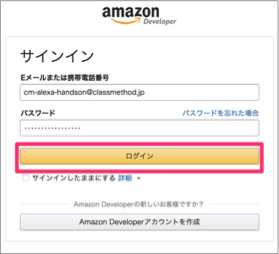 amazon
Developer
サインイン
Eメールまたは携帯電話番号
cm-alexa-handson@classmethod.jp
パスワード パスワードを忘れた場合
ログイン
サインインしたままにする 詳細
Amazon Developerの新しいお客様ですか？
Amazon Developerアカウントを作成